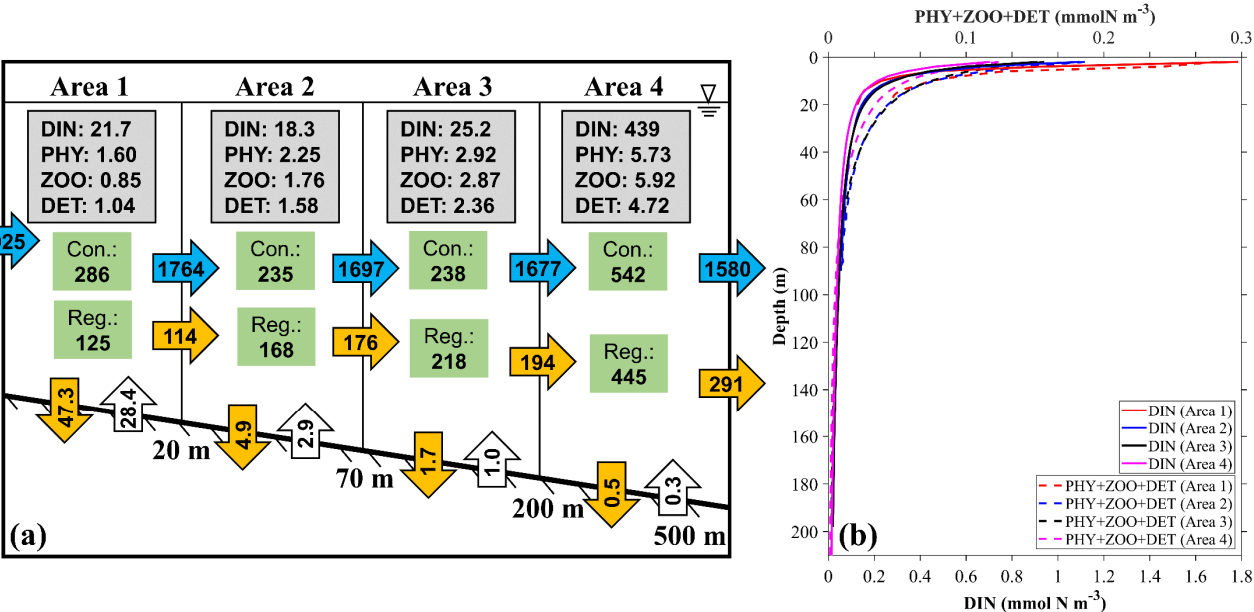 Area 1 Area 2 Area 3 Area 4
DIN: 21.7
PHY: 1.60
ZOO: 0.85
DET: 1.04
DIN: 18.3
PHY: 2.25
ZOO: 1.76
DET: 1.58
DIN: 25.2
PHY: 2.92
ZOO: 2.87
DET: 2.36
DIN: 439
PHY: 5.73
ZOO: 5.92
DET: 4.72
Con.:
286
1764
Con.:
235
1697
Con.:
238
1677
Con.:
542
1580
Reg.:
125
114
Reg.:
168
176
Reg.:
218
194
Reg.:
445
291
47.3
28.4
4.9
2.9
1.7
1.0
0.5
0.3
20 m
70 m
200 m
500 m
(a)
PHY+ZOO+DET (mmolN m-3)
0 0.1 0.2 0.3
0
20
40
60
80
100
120
140
160
180
200
Depth (m)
DIN (Area 1)
DIN (Area 2)
DIN (Area 3)
DIN (Area 4)
PHY+ZOO+DET (Area 1)
PHY+ZOO+DET (Area 2)
PHY+ZOO+DET (Area 3)
PHY+ZOO+DET (Area 4)
(b)
0 0.2 0.4 0.6 0.8 1 1.2 1.4 1.6 1.8
DIN (mmol N m-3)